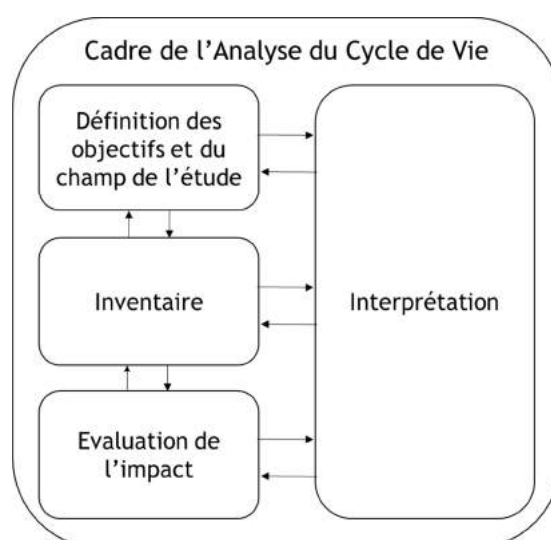 Cadre de l'Analyse du Cycle de Vie
Définition des
objectifs et du
champ de l'étude
Inventaire
Interprétation
Evaluation de
l'impact